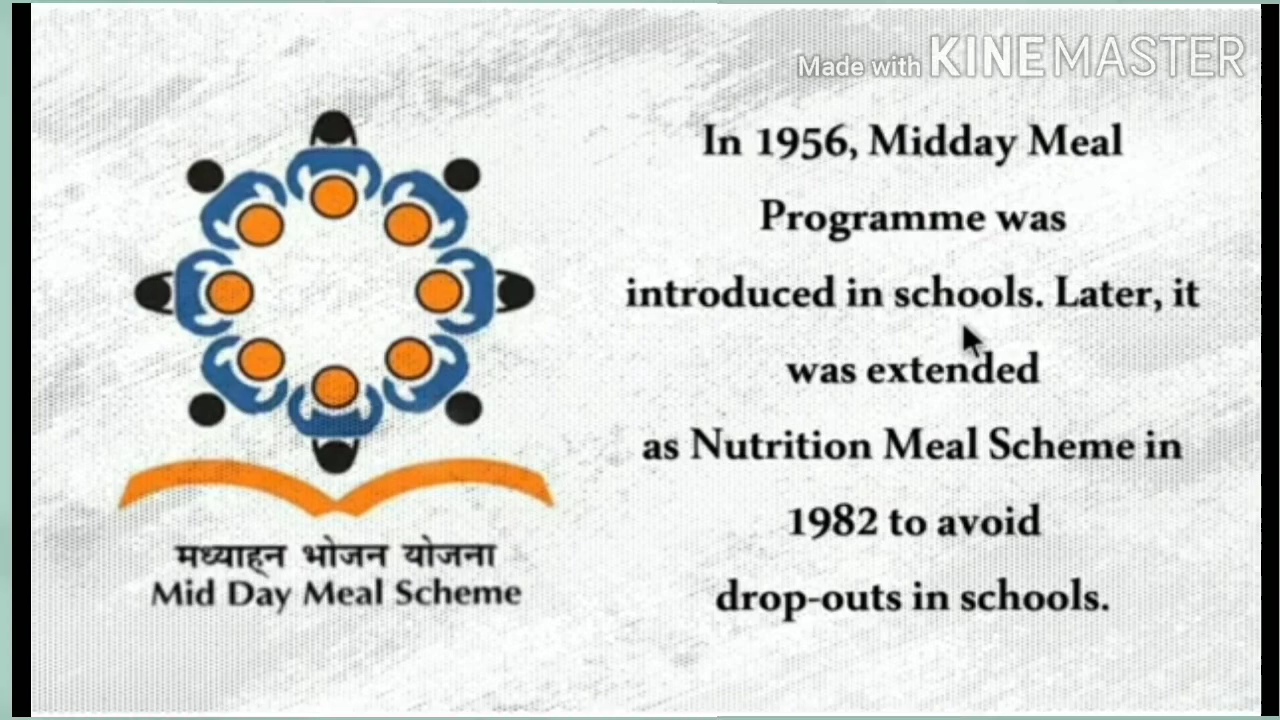 Made with KINEMASTER
In 1956, Midday Meal
Programme was
introduced in schools. Later, it
was extended
as Nutrition Meal Scheme in
1982 to avoid
drop-outs in schools.
मध्याह्न भोजन योजना
Mid Day Meal Scheme